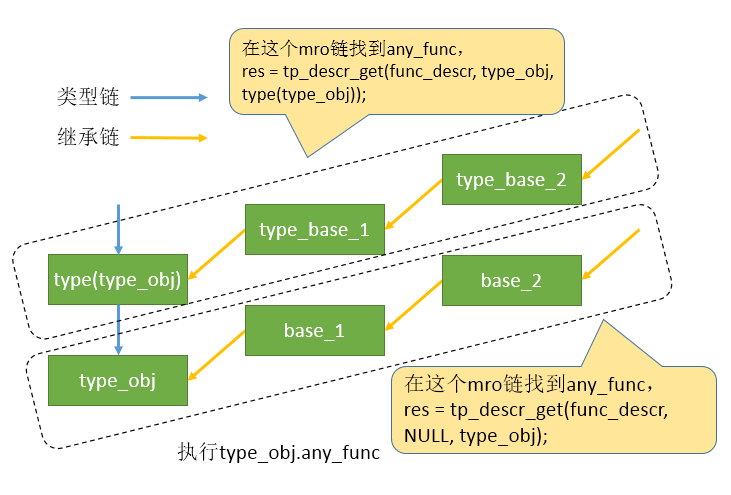 在这个mro链找到any_func，
res = tp_descr_get(func_descr, type_obj,
type(type_obj));
类型链
继承链
type_base_2
type_base_1
type(type_obj)
base_2
base_1
type_obj
在这个mro链找到any_func，
res = tp_descr_get(func_descr,
NULL, type_obj);
执行type_obj.any_func